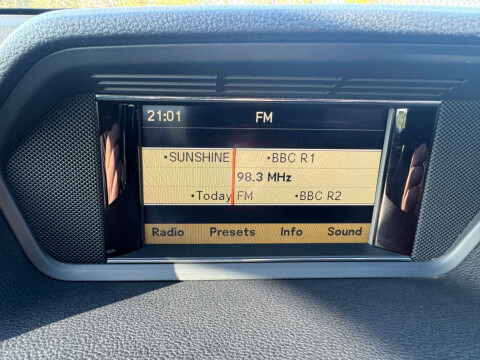 21:01 FM
•SUNSHINE •BBC R1
98.3 MHz
•Today FM •BBC R2
Radio Presets Info Sound